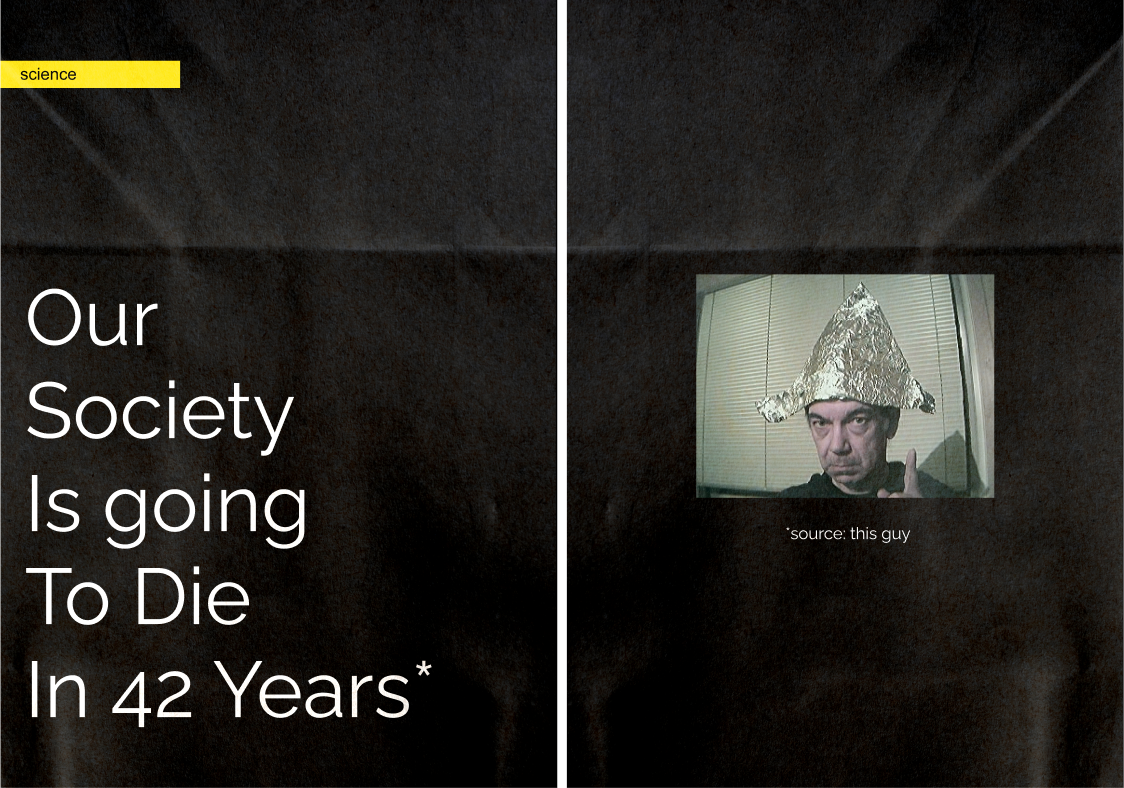 science
Our
Society
Is going
To Die
In 42 Years*
*source: this guy